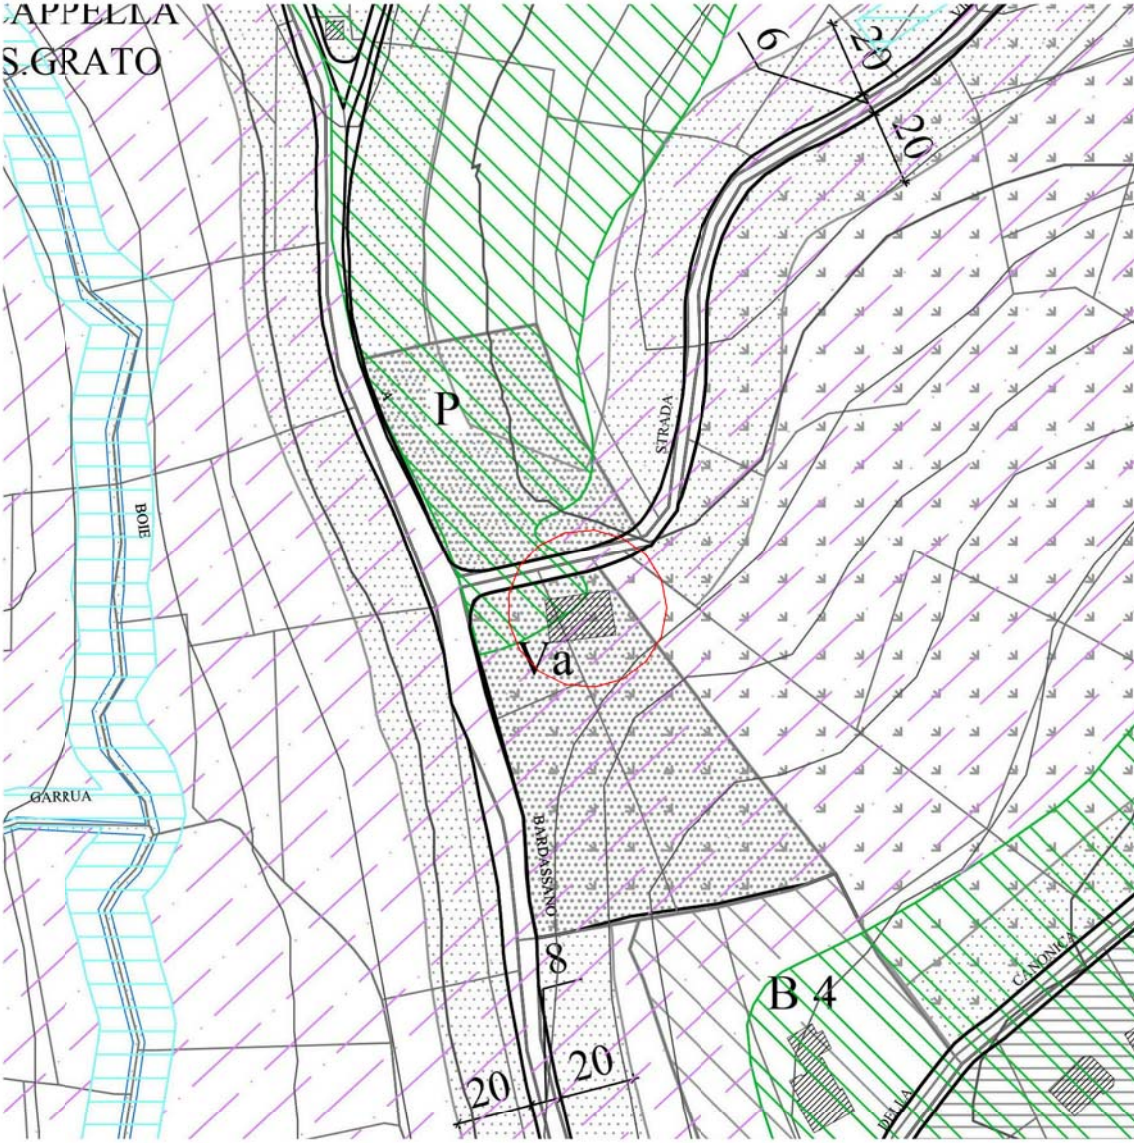 CAPPELLA
S.GRATO
6
20
20
P
STRADA
BOIE
Va
GARRUA
BARDASSANO
8
B 4
CANONICA
DELLA
20
20